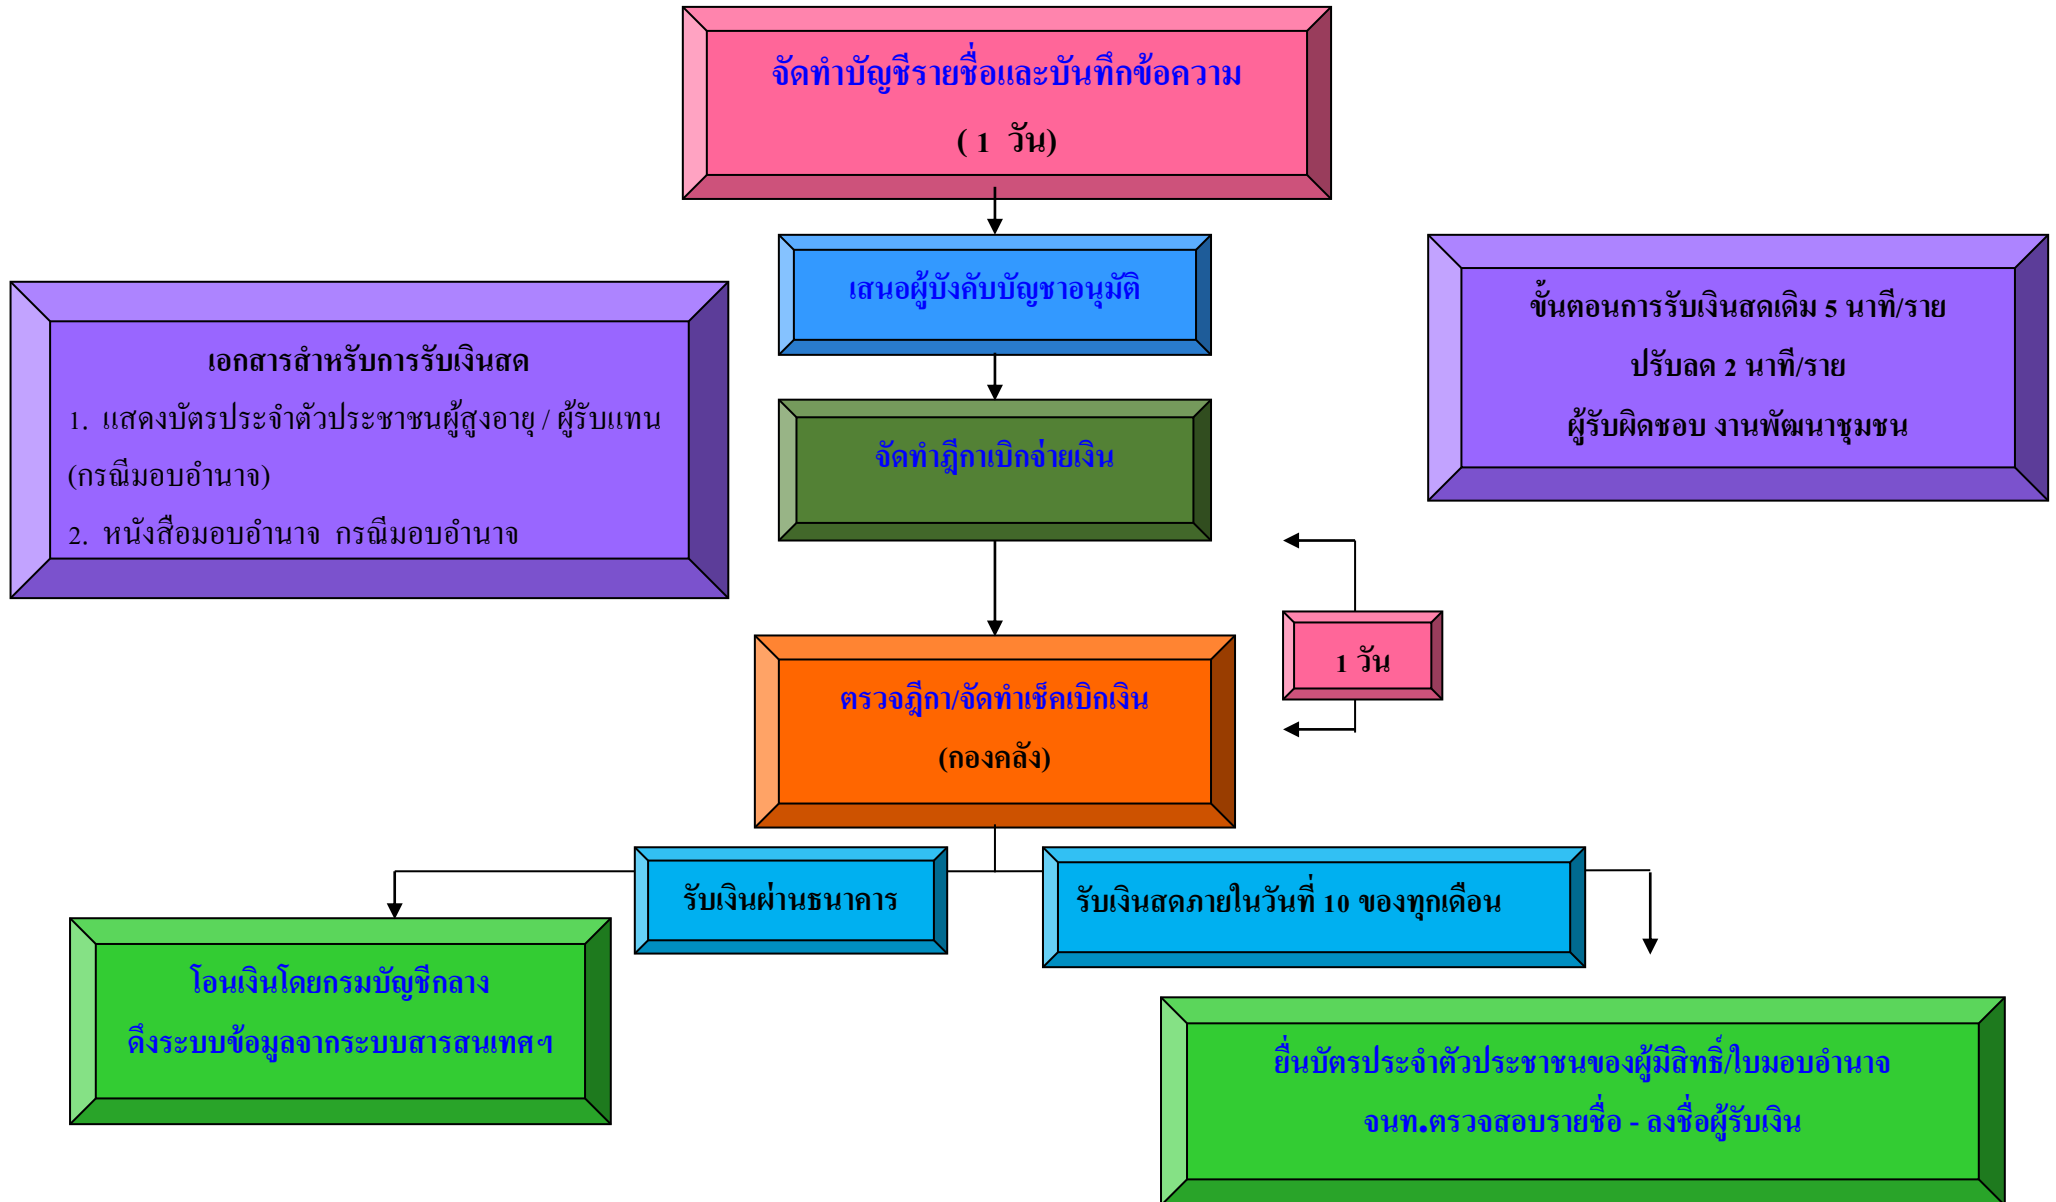 จัดทำบัญชีรายชื่อและบันทึกข้อความ
( 1 วัน)
เสนอผู้บังคับบัญชาอนุมัติ
ขั้นตอนการรับเงินสดเดิม 5 นาที/ราย
ปรับลด 2 นาที/ราย
ผู้รับผิดชอบ งานพัฒนาชุมชน
เอกสารสำหรับการรับเงินสด
1. แสดงบัตรประจำตัวประชาชนผู้สูงอายุ / ผู้รับแทน
(กรณีมอบอำนาจ)
2. หนังสือมอบอำนาจ กรณีมอบอำนาจ
จัดทำฎีกาเบิกจ่ายเงิน
1 วัน
ตรวจฎีกา/จัดทำเช็คเบิกเงิน
(กองคลัง)
รับเงินผ่านธนาคาร
รับเงินสดภายในวันที่ 10 ของทุกเดือน
โอนเงินโดยกรมบัญชีกลาง
ดึงระบบข้อมูลจากระบบสารสนเทศฯ
ยื่นบัตรประจำตัวประชาชนของผู้มีสิทธิ์/ใบมอบอำนาจ
จนท.ตรวจสอบรายชื่อ - ลงชื่อผู้รับเงิน